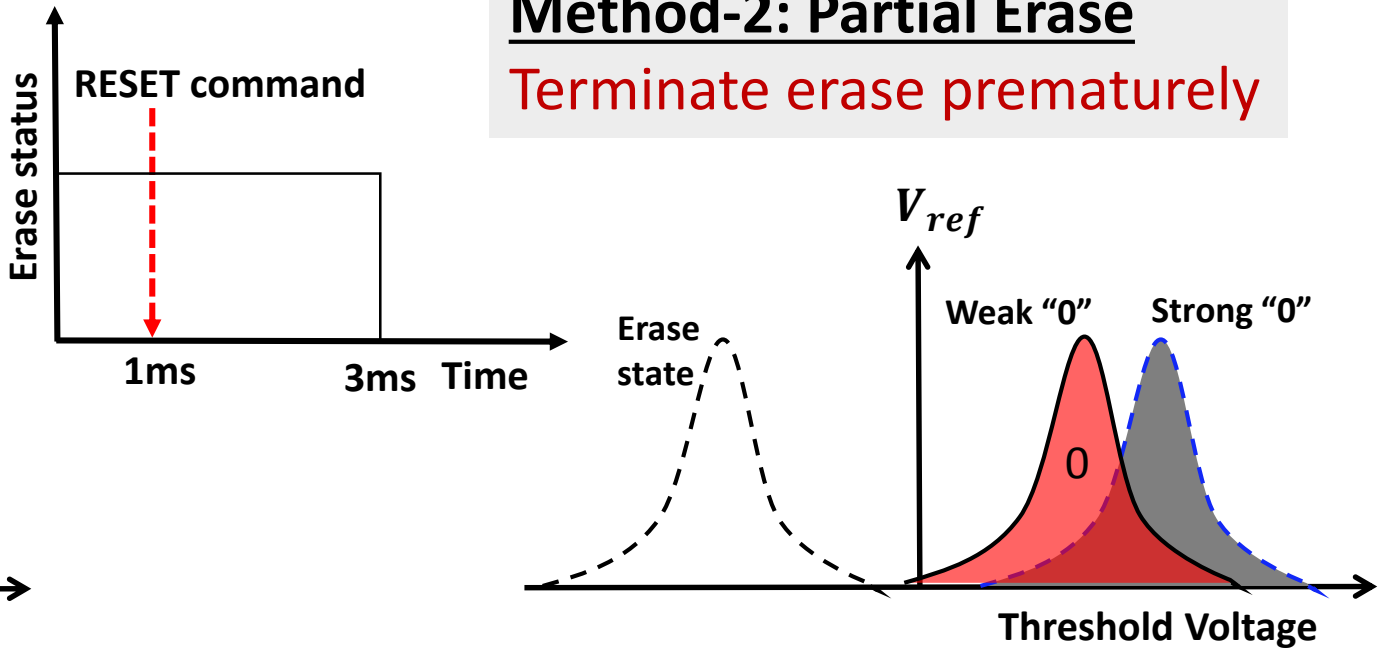 Method-2: Partial Erase
Terminate erase prematurely
Erase status
RESET command
1ms
3ms
Time
V_ref
Erase
state
Weak “0”
Strong “0”
0
Threshold Voltage